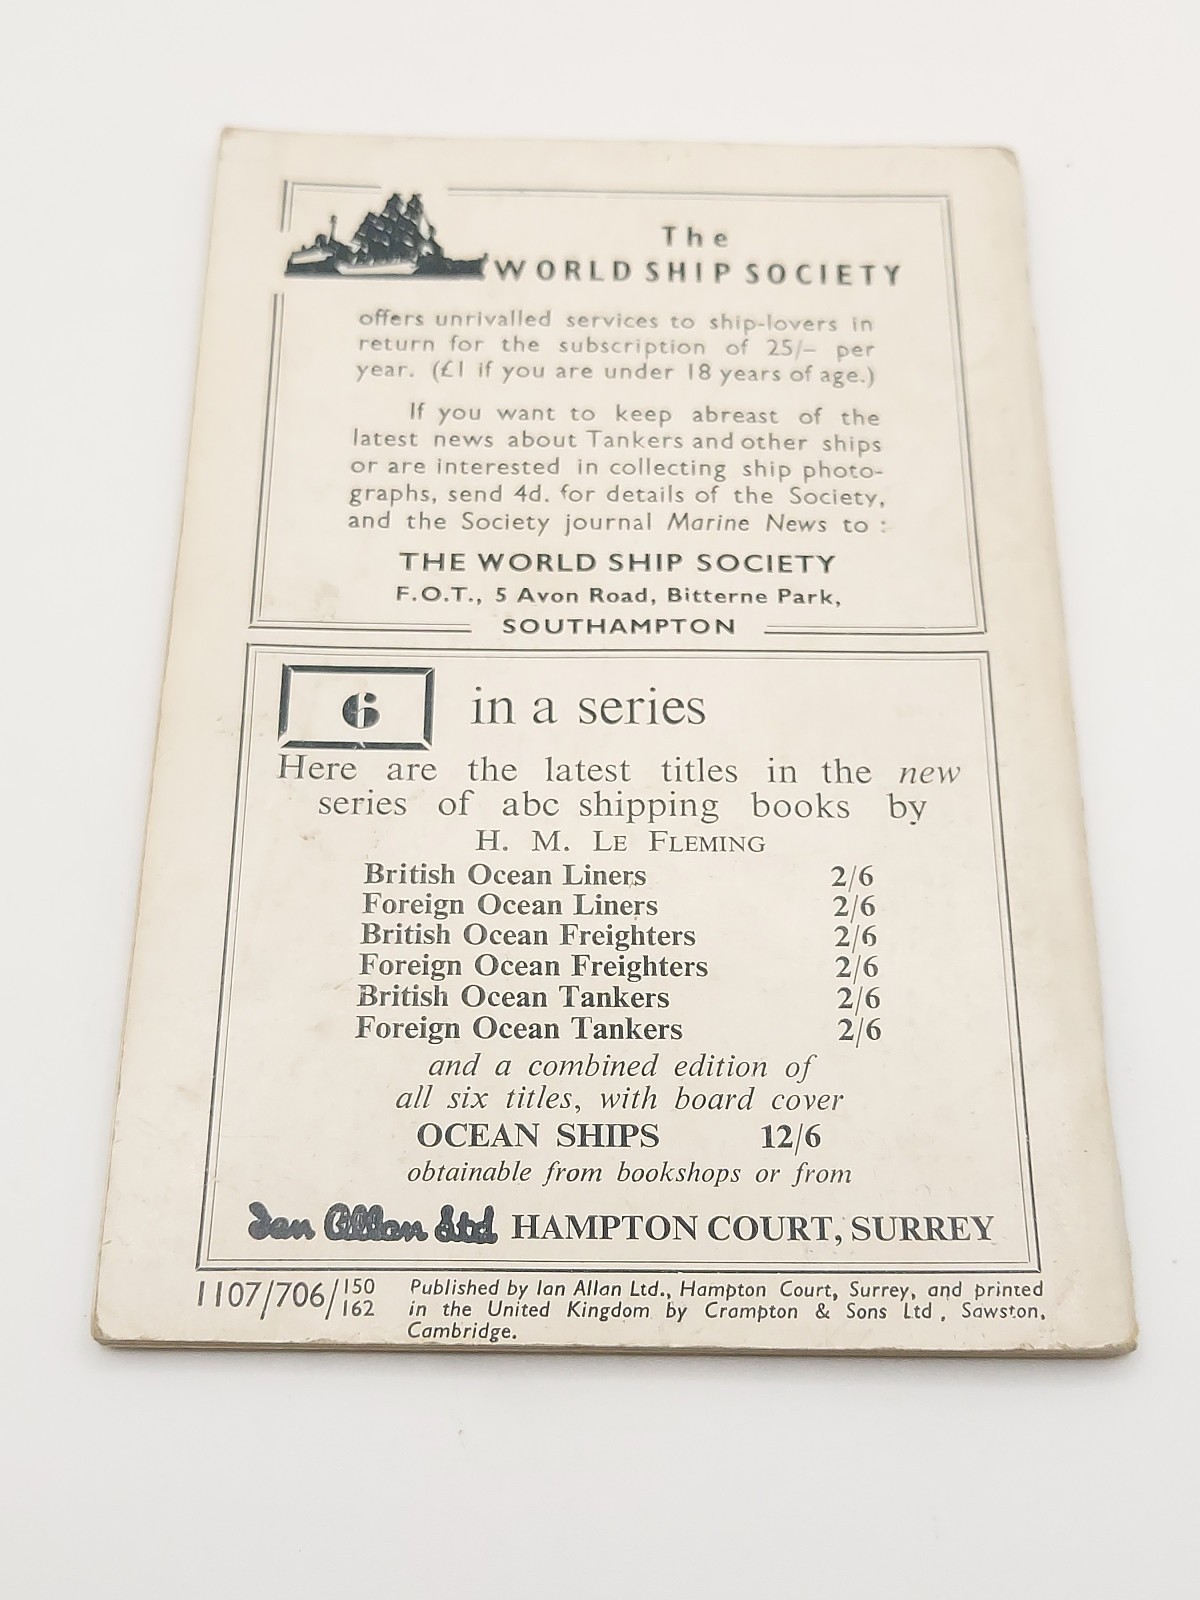 The
WORLD SHIP SOCIETY
offers unrivalled services to ship-lovers in
return for the subscription of 25/– per
year. (£1 if you are under 18 years of age.)
If you want to keep abreast of the
latest news about Tankers and other ships
or are interested in collecting ship photo-
graphs, send 4d. for details of the Society,
and the Society journal Marine News to :
THE WORLD SHIP SOCIETY
F.O.T., 5 Avon Road, Bitterne Park,
SOUTHAMPTON
6 in a series
Here are the latest titles in the new
series of abc shipping books by
H. M. LE FLEMING
British Ocean Liners 2/6
Foreign Ocean Liners 2/6
British Ocean Freighters 2/6
Foreign Ocean Freighters 2/6
British Ocean Tankers 2/6
Foreign Ocean Tankers 2/6
and a combined edition of
all six titles, with board cover
OCEAN SHIPS 12/6
obtainable from bookshops or from
Ian Allan Ltd HAMPTON COURT, SURREY
1107/706/150
162
Published by Ian Allan Ltd., Hampton Court, Surrey, and printed
in the United Kingdom by Crampton & Sons Ltd , Sawston,
Cambridge.